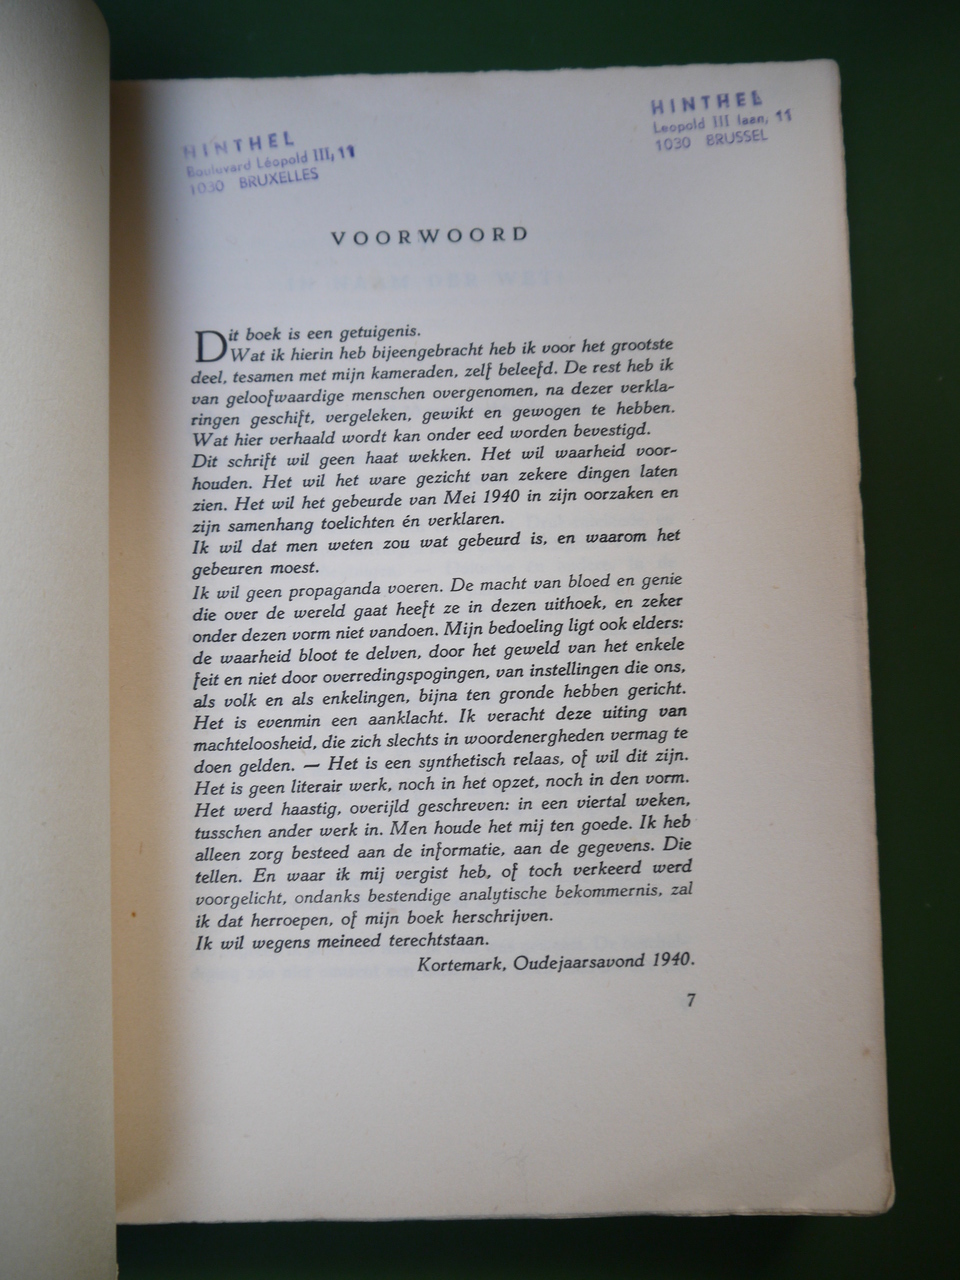 HINTHEL
Boulevard Léopold III, 11
1030 BRUXELLES
HINTHEL
Leopold III laan, 11
1030 BRUSSEL
VOORWOORD
Dit boek is een getuigenis.
Wat ik hierin heb bijeengebracht heb ik voor het grootste
deel, tesamen met mijn kameraden, zelf beleefd. De rest heb ik
van geloofwaardige menschen overgenomen, na dezer verkla-
ringen geschift, vergeleken, gewikt en gewogen te hebben.
Wat hier verhaald wordt kan onder eed worden bevestigd.
Dit schrift wil geen haat wekken. Het wil waarheid voor-
houden. Het wil het ware gezicht van zekere dingen laten
zien. Het wil het gebeurde van Mei 1940 in zijn oorzaken en
zijn samenhang toelichten én verklaren.
Ik wil dat men weten zou wat gebeurd is, en waarom het
gebeuren moest.
Ik wil geen propaganda voeren. De macht van bloed en genie
die over de wereld gaat heeft ze in dezen uithoek, en zeker
onder dezen vorm niet vandoen. Mijn bedoeling ligt ook elders:
de waarheid bloot te delven, door het geweld van het enkele
feit en niet door overredingspogingen, van instellingen die ons,
als volk en als enkelingen, bijna ten gronde hebben gericht.
Het is evenmin een aanklacht. Ik veracht deze uiting van
machteloosheid, die zich slechts in woordenergheden vermag te
doen gelden. — Het is een synthetisch relaas, of wil dit zijn.
Het is geen literair werk, noch in het opzet, noch in den vorm.
Het werd haastig, overijld geschreven: in een viertal weken,
tusschen ander werk in. Men houde het mij ten goede. Ik heb
alleen zorg besteed aan de informatie, aan de gegevens. Die
tellen. En waar ik mij vergist heb, of toch verkeerd werd
voorgelicht, ondanks bestendige analytische bekommernis, zal
ik dat herroepen, of mijn boek herschrijven.
Ik wil wegens meineed terechtstaan.
Kortemark, Oudejaarsavond 1940.
7